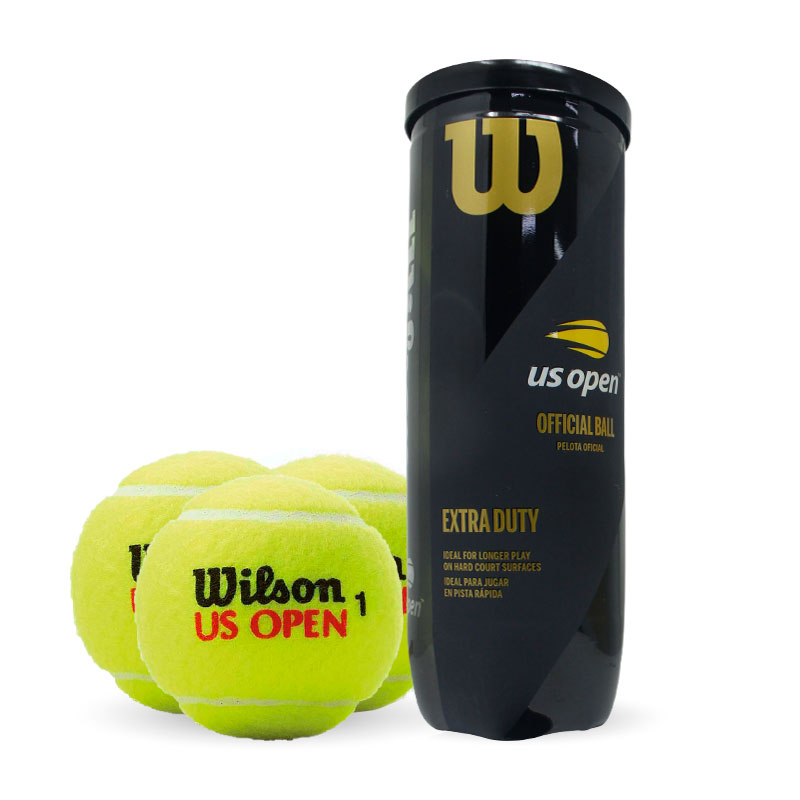 W
us open
OFFICIAL BALL
PELOTA OFICIAL
EXTRA DUTY
IDEAL FOR LONGER PLAY
ON HARD COURT SURFACES
IDEAL PARA JUGAR
EN PISTA RÁPIDA
Wilson 1
US OPEN